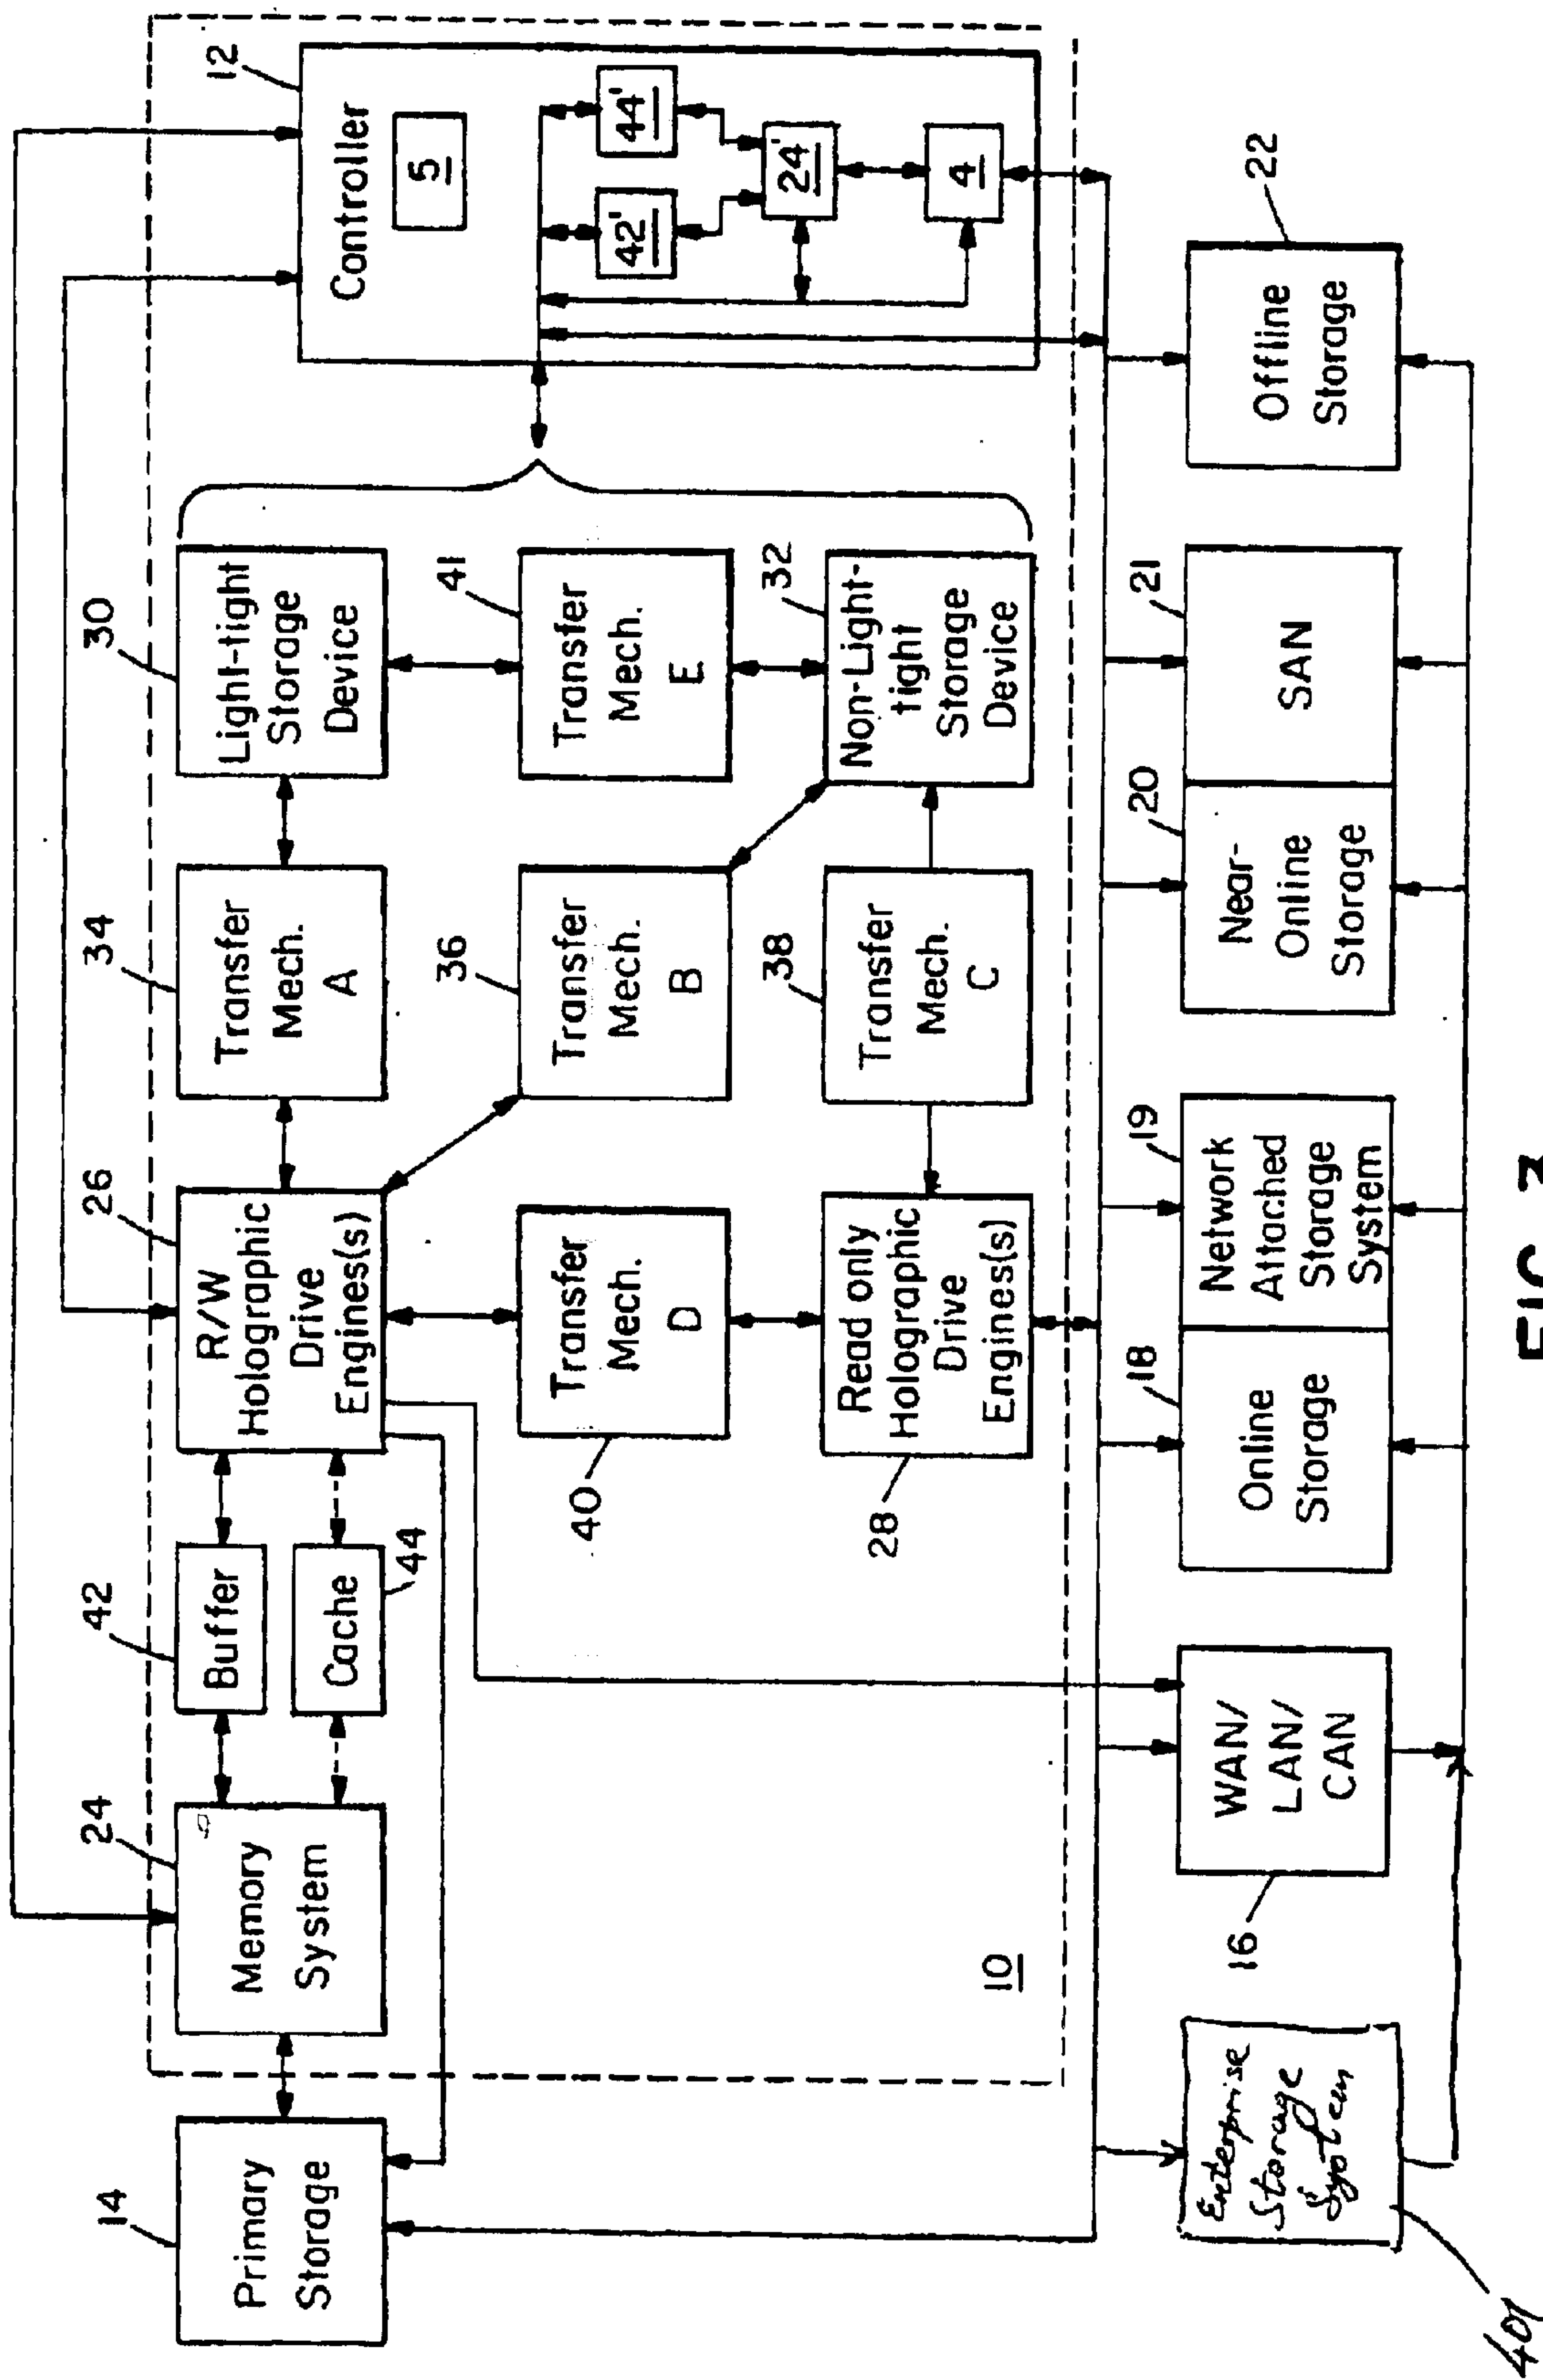 14
Primary
Storage
24
Memory
System
42
Buffer
Cache
44
26
R/W
Holographic
Drive
Engines(s)
34
Transfer
Mech.
A
30
Light-tight
Storage
Device
12
Controller
5
42'
44'
24'
4
40
Transfer
Mech.
D
36
Transfer
Mech.
B
41
Transfer
Mech.
E
28
Read only
Holographic
Drive
Engines(s)
38
Transfer
Mech.
C
32
Non-Light-
tight
Storage
Device
10
401
Enterprise
Storage
System
16
WAN/
LAN/
CAN
18
Online
Storage
19
Network
Attached
Storage
System
20
Near-
Online
Storage
21
SAN
22
Offline
Storage
FIG. 3